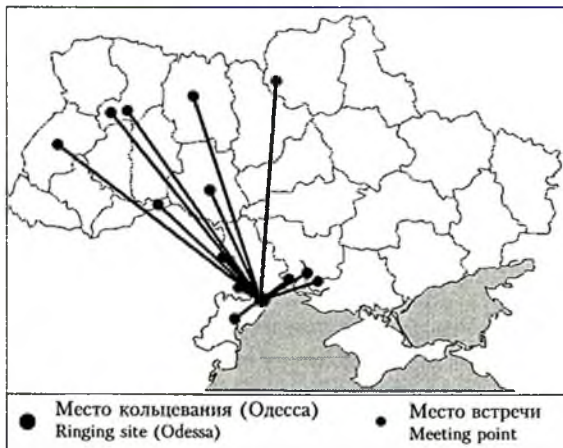 Место кольцевания (Одесса)
Ringing site (Odessa)
Место встречи
Meeting point